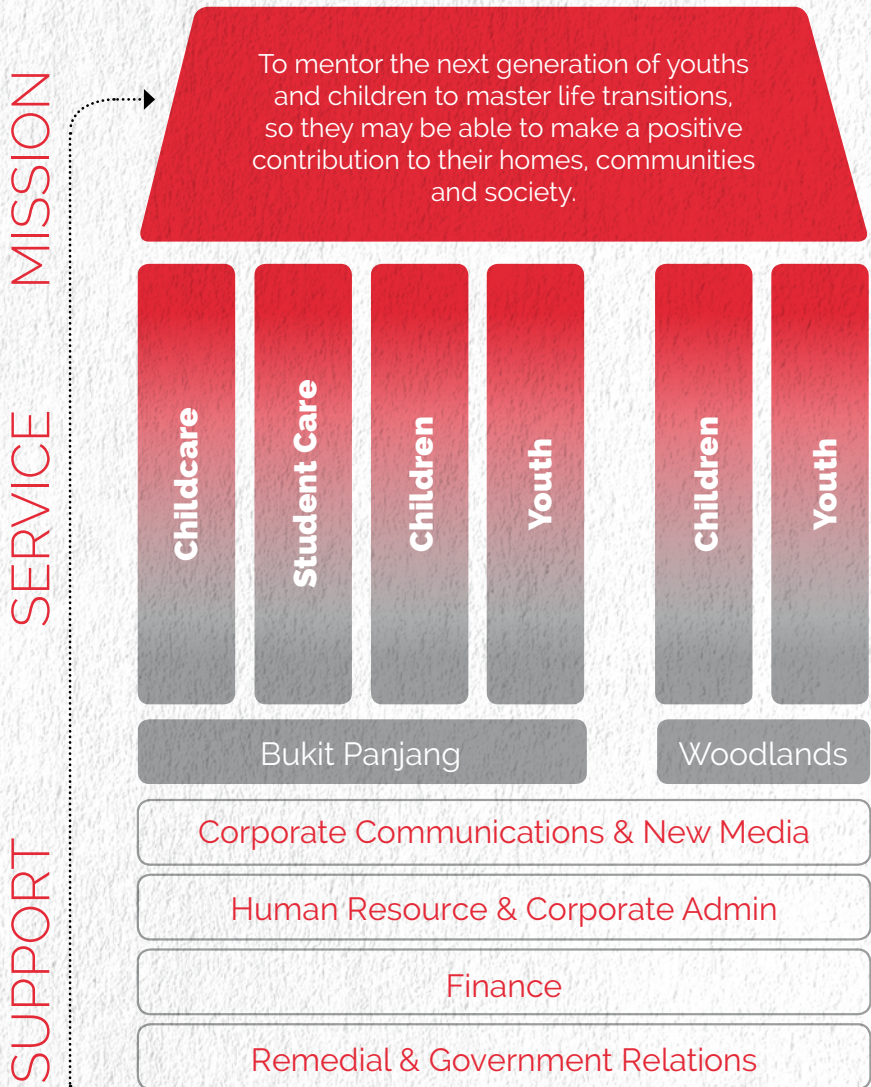 MISSION
To mentor the next generation of youths
and children to master life transitions,
so they may be able to make a positive
contribution to their homes, communities
and society.
SERVICE
Childcare
Student Care
Children
Youth
Children
Youth
Bukit Panjang
Woodlands
SUPPORT
Corporate Communications & New Media
Human Resource & Corporate Admin
Finance
Remedial & Government Relations